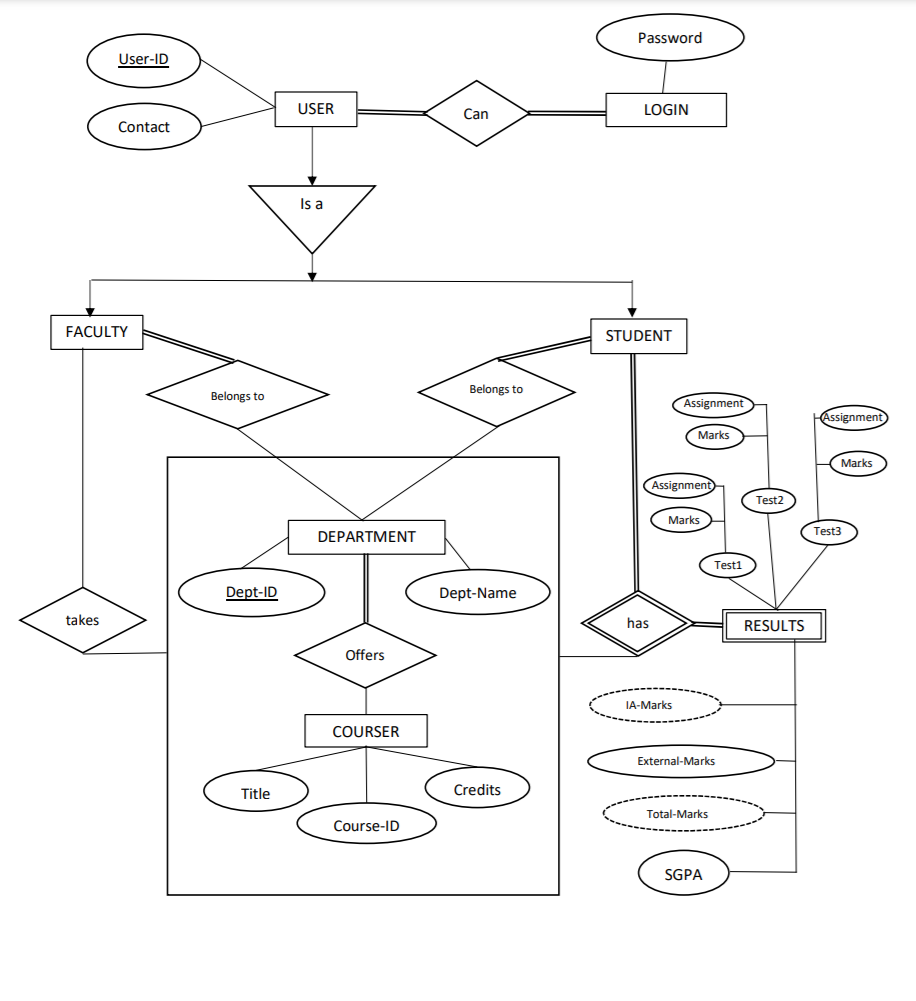 Password
User-ID
USER
Can
LOGIN
Contact
Is a
FACULTY
STUDENT
Belongs to
Belongs to
Assignment
Assignment
Marks
Marks
Assignment
Test2
Marks
Test3
DEPARTMENT
Test1
Dept-ID
Dept-Name
takes
has
RESULTS
Offers
IA-Marks
COURSER
External-Marks
Title
Credits
Total-Marks
Course-ID
SGPA